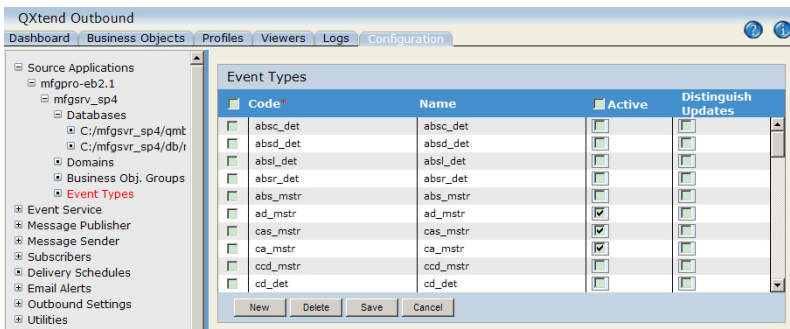 QXtend Outbound
Dashboard Business Objects Profiles Viewers Logs Configuration
Source Applications
mfgpro-eb2.1
mfgsrv_sp4
Databases
C:/mfgsvr_sp4/qmt
C:/mfgsvr_sp4/db/
Domains
Business Obj. Groups
Event Types
Event Service
Message Publisher
Message Sender
Subscribers
Delivery Schedules
Email Alerts
Outbound Settings
Utilities
Event Types
Code* Name Active Distinguish Updates
absc_det absc_det
absd_det absd_det
absl_det absl_det
absr_det absr_det
abs_mstr abs_mstr
ad_mstr ad_mstr
cas_mstr cas_mstr
ca_mstr ca_mstr
ccd_mstr ccd_mstr
cd_det cd_det
New Delete Save Cancel